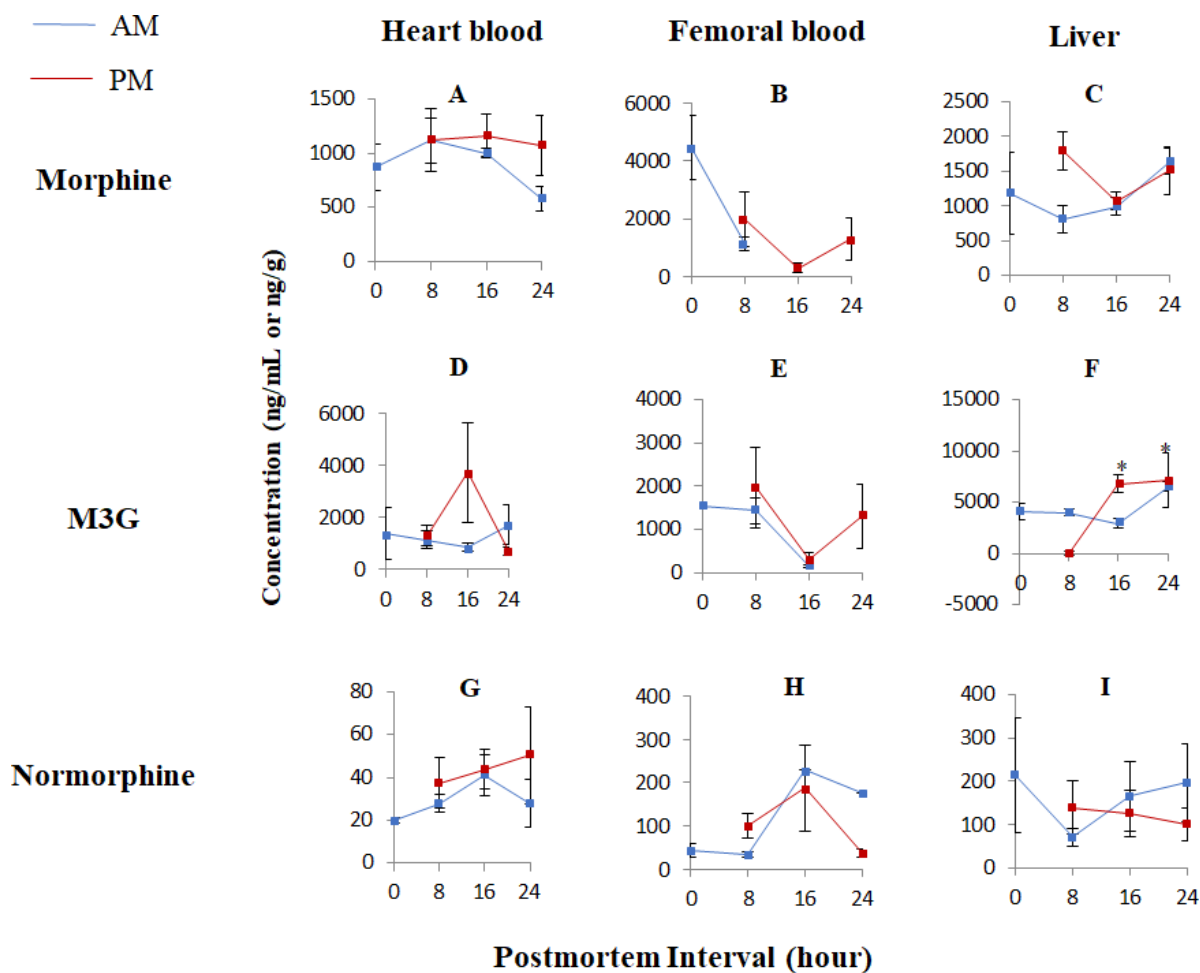 AM
PM
Heart blood
Femoral blood
Liver
Morphine
M3G
Normorphine
Concentration (ng/mL or ng/g)
A
1500
1000
500
0
0 8 16 24
B
6000
4000
2000
0
0 8 16 24
C
2500
2000
1500
1000
500
0
0 8 16 24
D
6000
4000
2000
0
0 8 16 24
E
4000
3000
2000
1000
0
0 8 16 24
F
15000
10000
5000
0
-5000
* *
0 8 16 24
G
80
60
40
20
0
0 8 16 24
H
400
300
200
100
0
0 8 16 24
I
400
300
200
100
0
0 8 16 24
Postmortem Interval (hour)